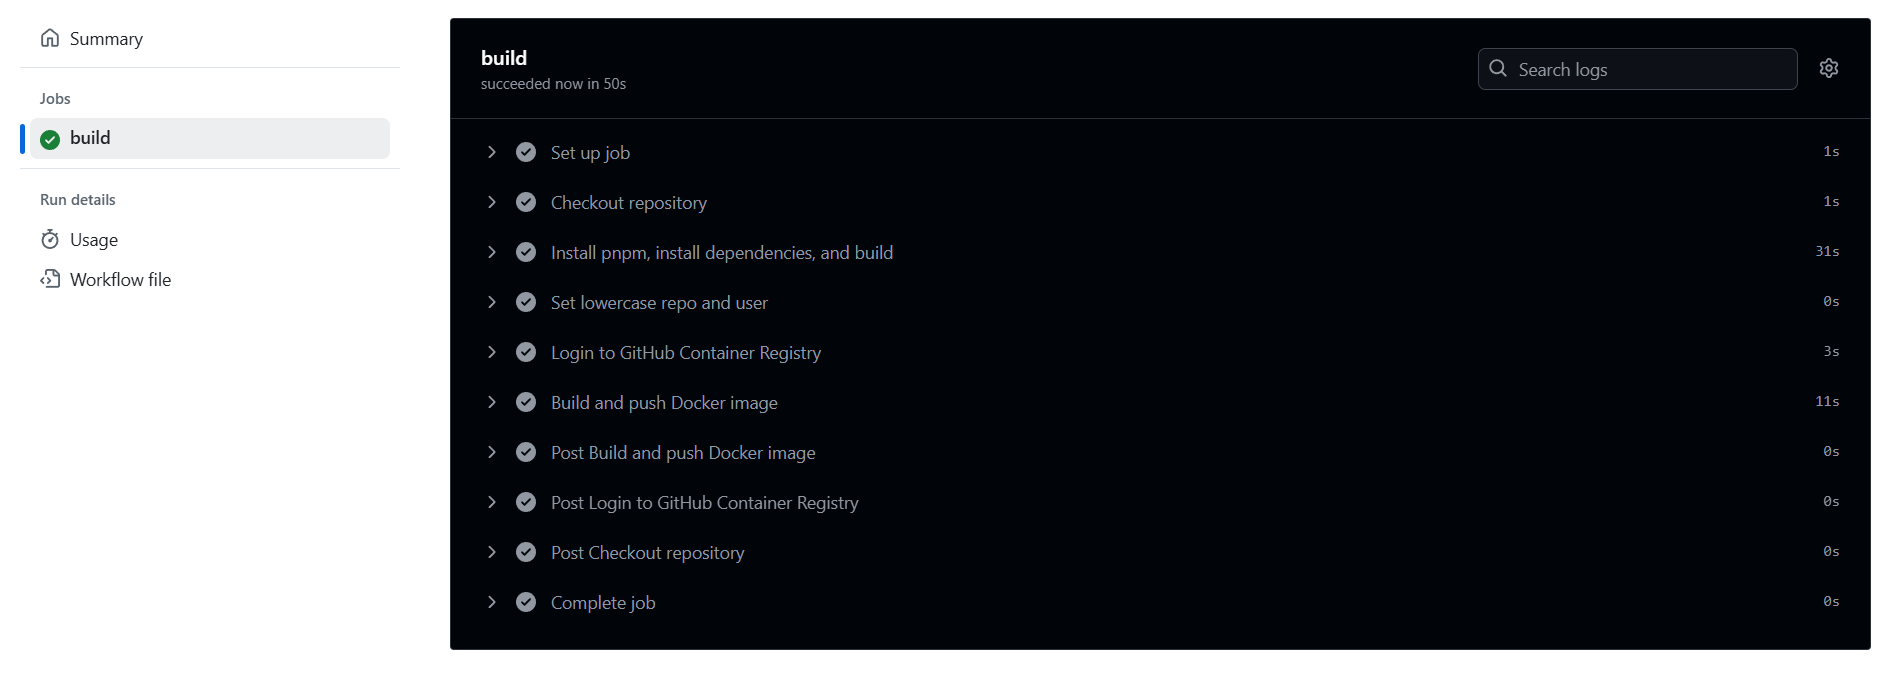 Summary
Jobs
build
Run details
Usage
Workflow file
build
succeeded now in 50s
Search logs
Set up job 1s
Checkout repository 1s
Install pnpm, install dependencies, and build 31s
Set lowercase repo and user 0s
Login to GitHub Container Registry 3s
Build and push Docker image 11s
Post Build and push Docker image 0s
Post Login to GitHub Container Registry 0s
Post Checkout repository 0s
Complete job 0s